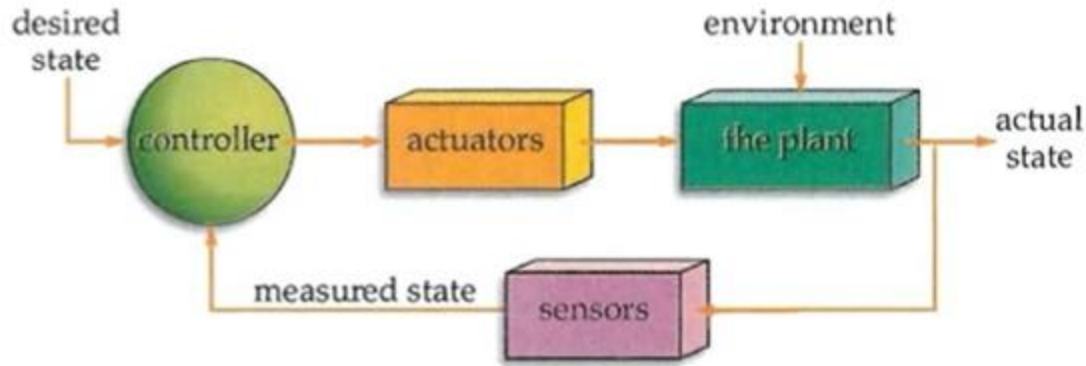 desired
state
environment
controller
actuators
the plant
actual
state
measured state
sensors